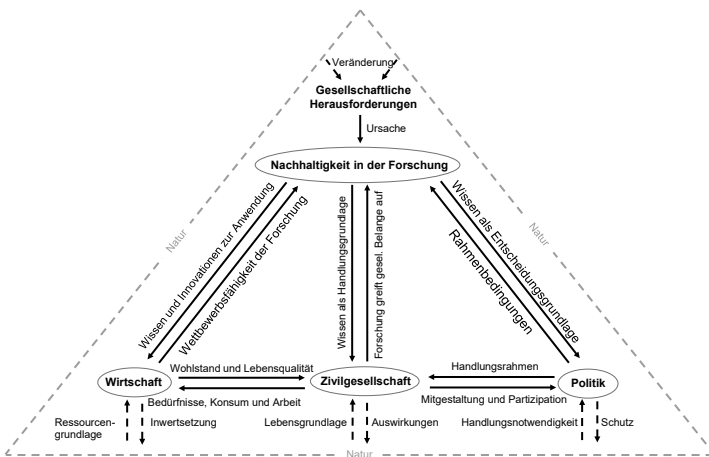 Veränderung
Gesellschaftliche
Herausforderungen
Ursache
Nachhaltigkeit in der Forschung
Natur
Natur
Wissen und Innovationen zur Anwendung
Wettbewerbsfähigkeit der Forschung
Wissen als Handlungsgrundlage
Forschung greift gesel. Belange auf
Wissen als Entscheidungsgrundlage
Rahmenbedingungen
Wohlstand und Lebensqualität
Handlungsrahmen
Wirtschaft
Zivilgesellschaft
Politik
Bedürfnisse, Konsum und Arbeit
Mitgestaltung und Partizipation
Ressourcen-
grundlage
Inwertsetzung
Lebensgrundlage
Auswirkungen
Handlungsnotwendigkeit
Schutz
Natur